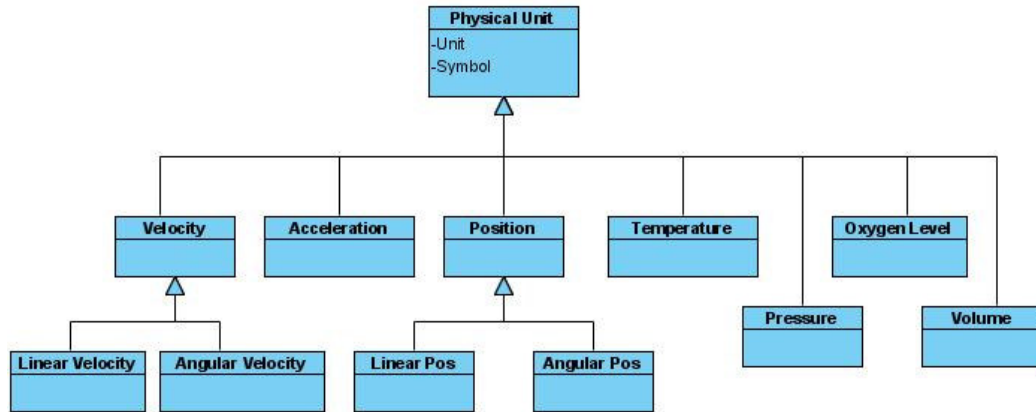 Physical Unit
-Unit
-Symbol
Velocity
Acceleration
Position
Temperature
Oxygen Level
Pressure
Volume
Linear Velocity
Angular Velocity
Linear Pos
Angular Pos